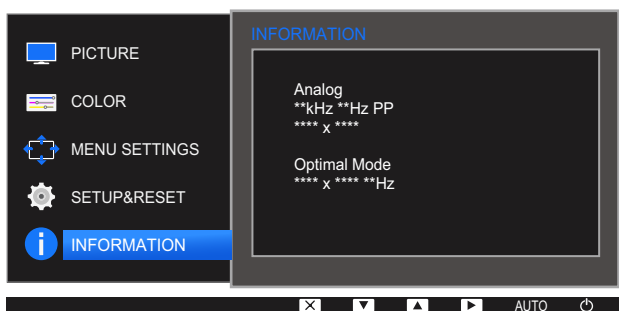 PICTURE
COLOR
MENU SETTINGS
SETUP&RESET
INFORMATION
INFORMATION
Analog
**kHz **Hz PP
**** x ****
Optimal Mode
**** x **** **Hz
AUTO